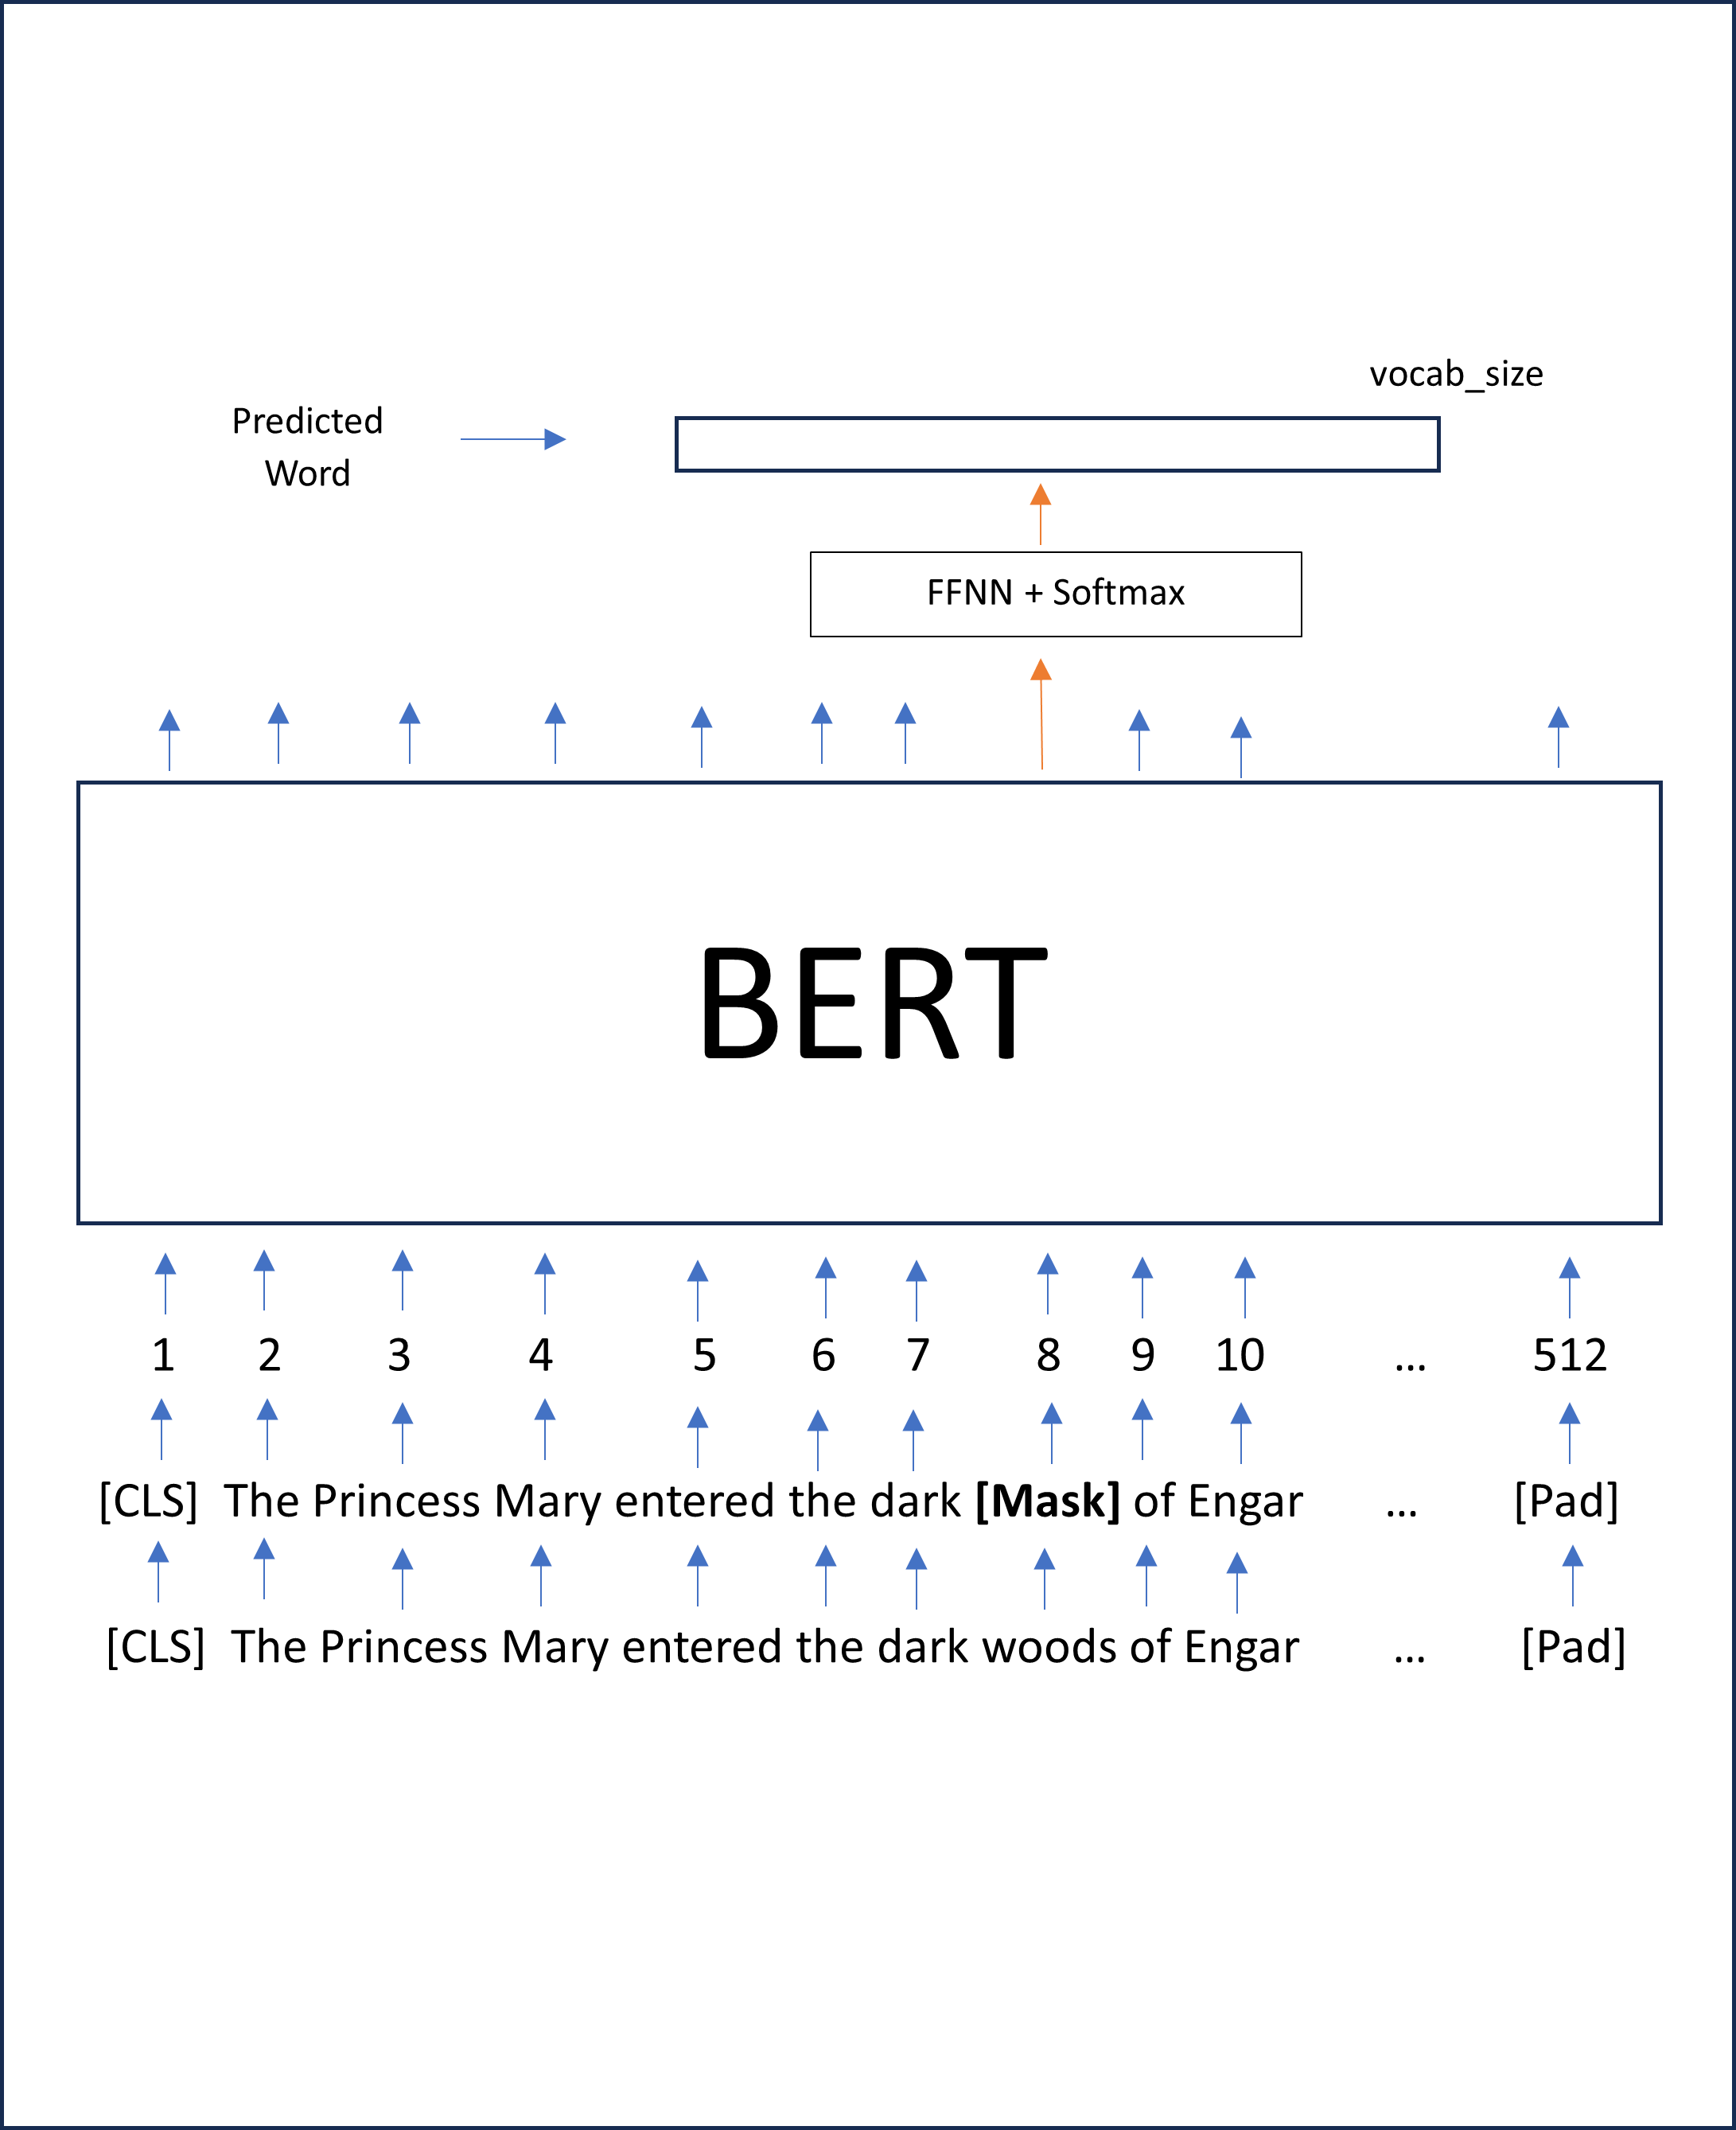 vocab_size
Predicted
Word
FFNN + Softmax
BERT
1 2 3 4 5 6 7 8 9 10 ... 512
[CLS] The Princess Mary entered the dark [Mask] of Engar ... [Pad]
[CLS] The Princess Mary entered the dark woods of Engar ... [Pad]